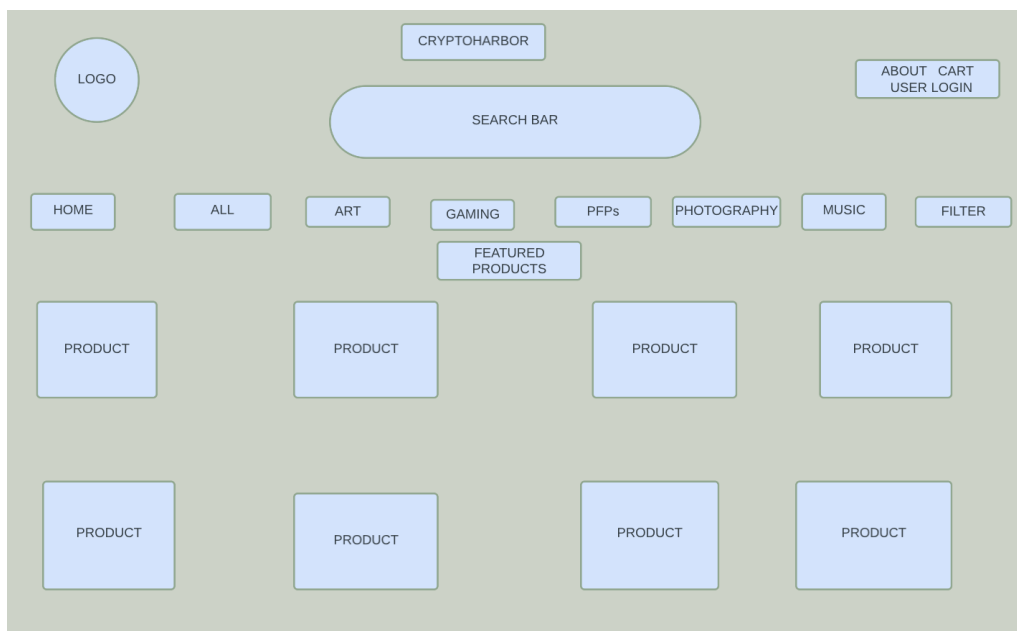 CRYPTOHARBOR
LOGO
ABOUT CART
USER LOGIN
SEARCH BAR
HOME
ALL
ART
GAMING
PFPs
PHOTOGRAPHY
MUSIC
FILTER
FEATURED
PRODUCTS
PRODUCT
PRODUCT
PRODUCT
PRODUCT
PRODUCT
PRODUCT
PRODUCT
PRODUCT